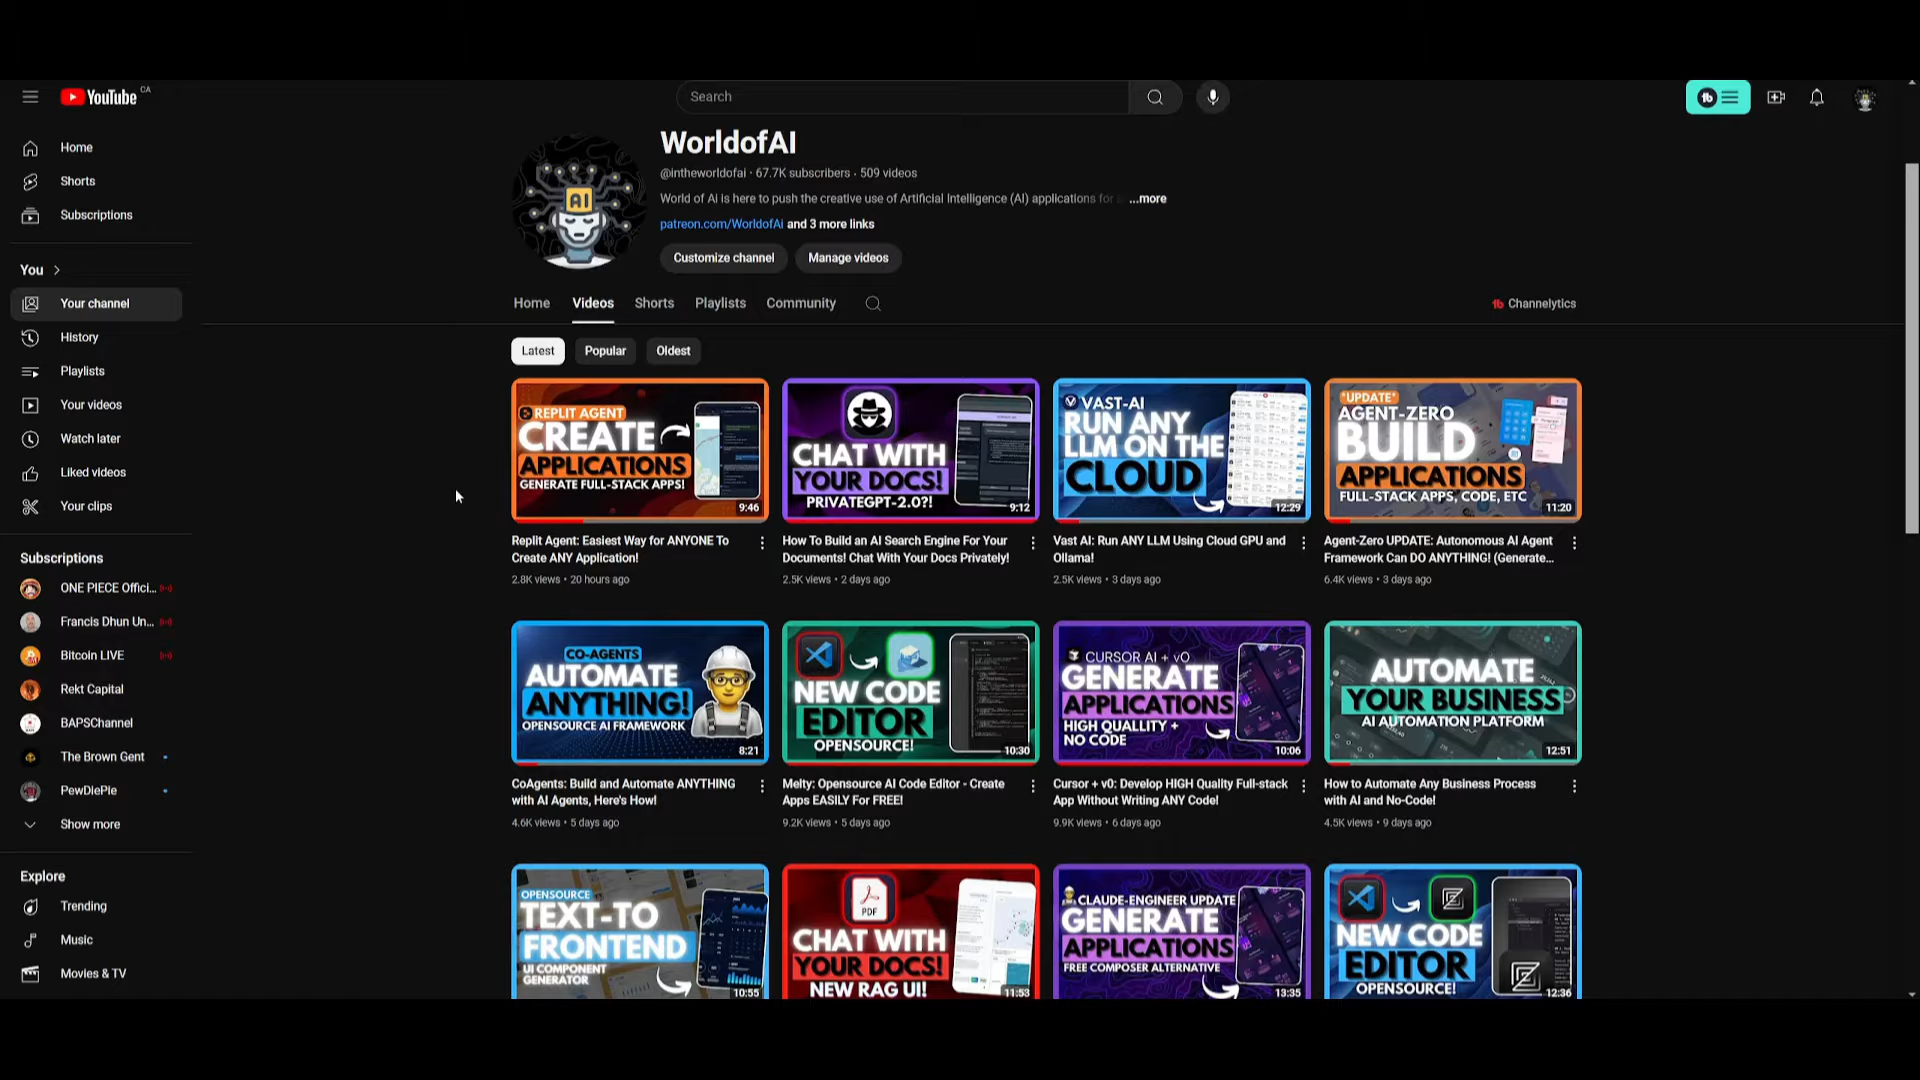 YouTube CA
Search
Home
Shorts
Subscriptions
You
Your channel
History
Playlists
Your videos
Watch later
Liked videos
Your clips
Subscriptions
ONE PIECE Offici...
Francis Dhun Un...
Bitcoin LIVE
Rekt Capital
BAPSChannel
The Brown Gent
PewDiePie
Show more
Explore
Trending
Music
Movies & TV
AI
WorldofAI
@intheworldofai · 67.7K subscribers · 509 videos
World of Ai is here to push the creative use of Artificial Intelligence (AI) applications for ...more
patreon.com/WorldofAi and 3 more links
Customize channel Manage videos
Home Videos Shorts Playlists Community
Channelytics
Latest Popular Oldest
REPLIT AGENT
CREATE
APPLICATIONS
GENERATE FULL-STACK APPS!
9:46
Replit Agent: Easiest Way for ANYONE To
Create ANY Application!
2.8K views • 20 hours ago
CHAT WITH
YOUR DOCS!
PRIVATEGPT-2.0?!
9:12
How To Build an AI Search Engine For Your
Documents! Chat With Your Docs Privately!
2.5K views • 2 days ago
VAST-AI
RUN ANY
LLM ON THE
CLOUD
12:29
Vast AI: Run ANY LLM Using Cloud GPU and
Ollama!
2.5K views • 3 days ago
*UPDATE*
AGENT-ZERO
BUILD
APPLICATIONS
FULL-STACK APPS, CODE, ETC
11:20
Agent-Zero UPDATE: Autonomous AI Agent
Framework Can DO ANYTHING! (Generate...
6.4K views • 3 days ago
CO-AGENTS
AUTOMATE
ANYTHING!
OPENSOURCE AI FRAMEWORK
8:21
CoAgents: Build and Automate ANYTHING
with AI Agents, Here's How!
4.6K views • 5 days ago
NEW CODE
EDITOR
OPENSOURCE!
10:30
Melty: Opensource AI Code Editor - Create
Apps EASILY For FREE!
9.2K views • 5 days ago
CURSOR AI + v0
GENERATE
APPLICATIONS
HIGH QUALLITY +
NO CODE
10:06
Cursor + v0: Develop HIGH Quality Full-stack
App Without Writing ANY Code!
9.9K views • 6 days ago
AUTOMATE
YOUR BUSINESS
AI AUTOMATION PLATFORM
12:51
How to Automate Any Business Process
with AI and No-Code!
4.5K views • 9 days ago
OPENSOURCE
TEXT-TO
FRONTEND
UI COMPONENT
GENERATOR
10:55
PDF
CHAT WITH
YOUR DOCS!
NEW RAG UI!
11:53
CLAUDE-ENGINEER UPDATE
GENERATE
APPLICATIONS
FREE COMPOSER ALTERNATIVE
13:35
NEW CODE
EDITOR
OPENSOURCE!
12:36